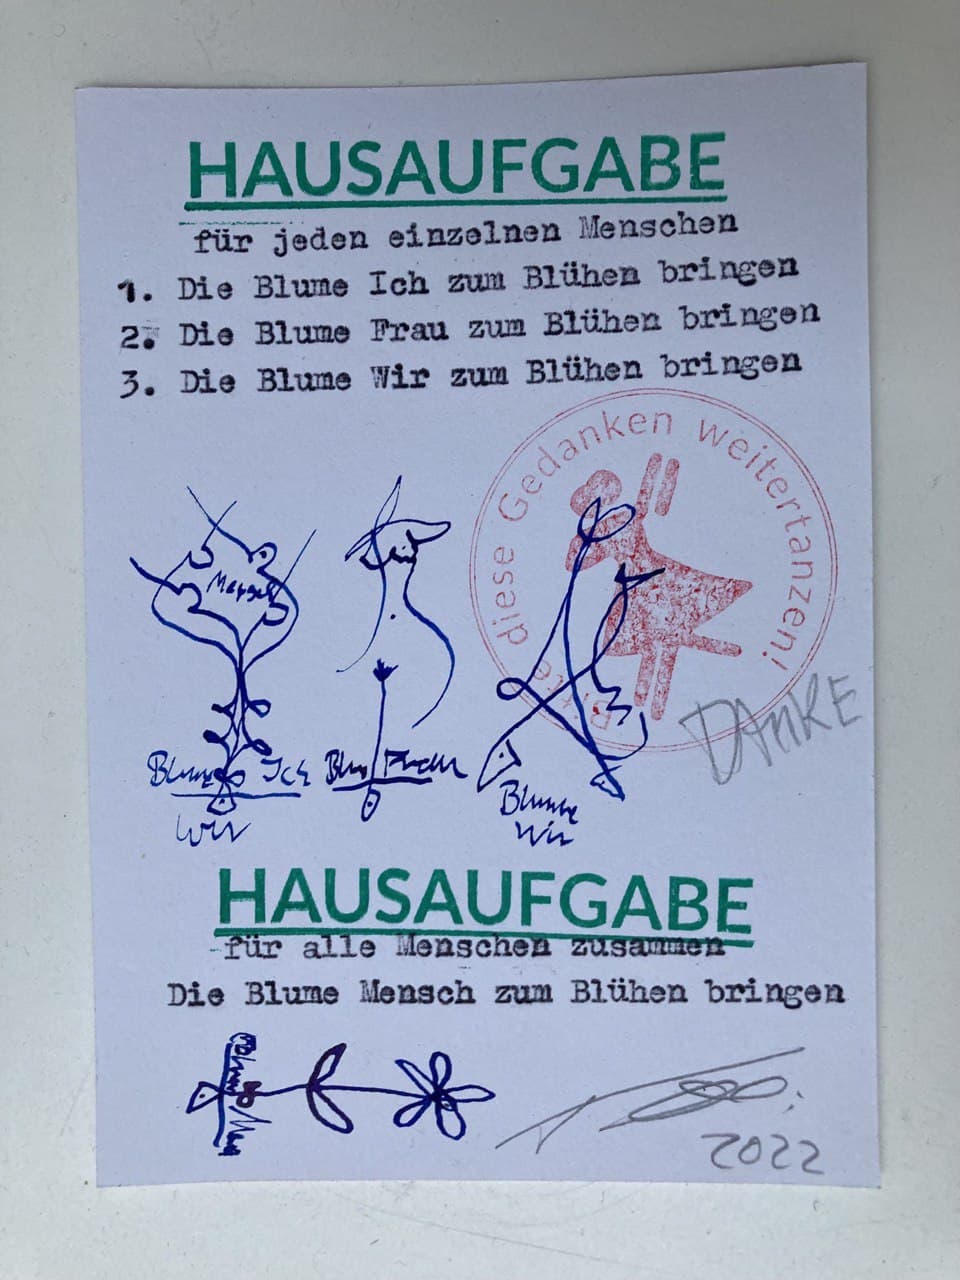 HAUSAUFGABE
für jeden einzelnen Menschen
1. Die Blume Ich zum Blühen bringen
2. Die Blume Frau zum Blühen bringen
3. Die Blume Wir zum Blühen bringen
Bitte diese Gedanken weitertanzen!
Mensch
DANKE
Blume Ich
Blume Frau
Blume
Wir
HAUSAUFGABE
für alle Menschen zusammen
Die Blume Mensch zum Blühen bringen
2022